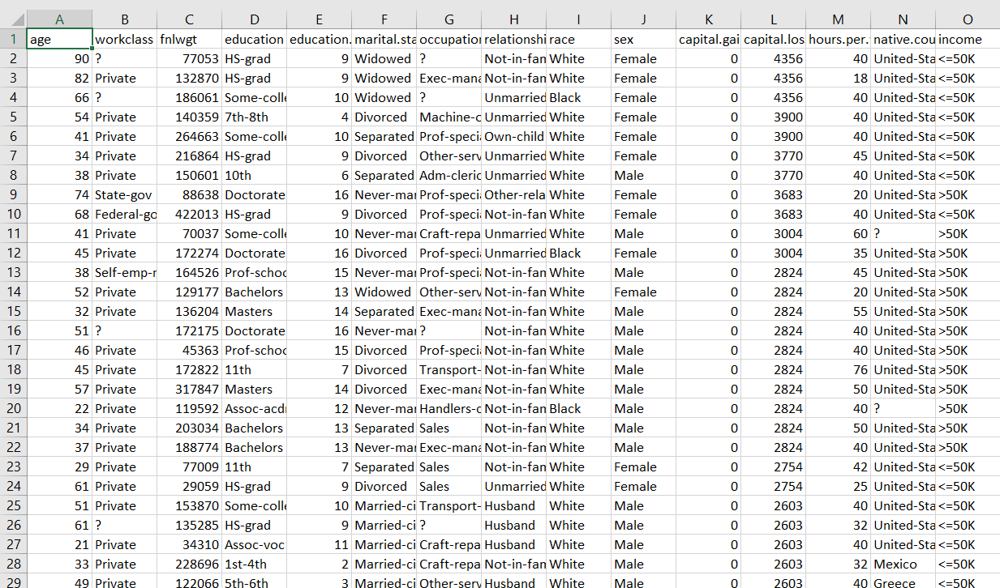 A B C D E F G H I J K L M N O
1 age workclass fnlwgt education education. marital.sta occupation relationshi race sex capital.gai capital.los hours.per. native.cou income
2 90 ? 77053 HS-grad 9 Widowed ? Not-in-fam White Female 0 4356 40 United-Sta <=50K
3 82 Private 132870 HS-grad 9 Widowed Exec-mana Not-in-fam White Female 0 4356 18 United-Sta <=50K
4 66 ? 186061 Some-colle 10 Widowed ? Unmarried Black Female 0 4356 40 United-Sta <=50K
5 54 Private 140359 7th-8th 4 Divorced Machine-o Unmarried White Female 0 3900 40 United-Sta <=50K
6 41 Private 264663 Some-colle 10 Separated Prof-speci Own-child White Female 0 3900 40 United-Sta <=50K
7 34 Private 216864 HS-grad 9 Divorced Other-serv Unmarried White Female 0 3770 45 United-Sta <=50K
8 38 Private 150601 10th 6 Separated Adm-cleric Unmarried White Male 0 3770 40 United-Sta <=50K
9 74 State-gov 88638 Doctorate 16 Never-mar Prof-speci Other-rela White Female 0 3683 20 United-Sta >50K
10 68 Federal-go 422013 HS-grad 9 Divorced Prof-speci Not-in-fam White Female 0 3683 40 United-Sta <=50K
11 41 Private 70037 Some-colle 10 Never-mar Craft-repa Unmarried White Male 0 3004 60 ? >50K
12 45 Private 172274 Doctorate 16 Divorced Prof-speci Unmarried Black Female 0 3004 35 United-Sta >50K
13 38 Self-emp-n 164526 Prof-schoo 15 Never-mar Prof-speci Not-in-fam White Male 0 2824 45 United-Sta >50K
14 52 Private 129177 Bachelors 13 Widowed Other-serv Not-in-fam White Female 0 2824 20 United-Sta >50K
15 32 Private 136204 Masters 14 Separated Exec-mana Not-in-fam White Male 0 2824 55 United-Sta >50K
16 51 ? 172175 Doctorate 16 Never-mar ? Not-in-fam White Male 0 2824 40 United-Sta >50K
17 46 Private 45363 Prof-schoo 15 Divorced Prof-speci Not-in-fam White Male 0 2824 40 United-Sta >50K
18 45 Private 172822 11th 7 Divorced Transport- Not-in-fam White Male 0 2824 76 United-Sta >50K
19 57 Private 317847 Masters 14 Divorced Exec-mana Not-in-fam White Male 0 2824 50 United-Sta >50K
20 22 Private 119592 Assoc-acdm 12 Never-mar Handlers-c Not-in-fam Black Male 0 2824 40 ? >50K
21 34 Private 203034 Bachelors 13 Separated Sales Not-in-fam White Male 0 2824 50 United-Sta >50K
22 37 Private 188774 Bachelors 13 Never-mar Exec-mana Not-in-fam White Male 0 2824 40 United-Sta >50K
23 29 Private 77009 11th 7 Separated Sales Not-in-fam White Female 0 2754 42 United-Sta <=50K
24 61 Private 29059 HS-grad 9 Divorced Sales Unmarried White Female 0 2754 25 United-Sta <=50K
25 51 Private 153870 Some-colle 10 Married-ci Transport- Husband White Male 0 2603 40 United-Sta <=50K
26 61 ? 135285 HS-grad 9 Married-ci ? Husband White Male 0 2603 32 United-Sta <=50K
27 21 Private 34310 Assoc-voc 11 Married-ci Craft-repa Husband White Male 0 2603 40 United-Sta <=50K
28 33 Private 228696 1st-4th 2 Married-ci Craft-repa Not-in-fam White Male 0 2603 32 Mexico <=50K
29 49 Private 122066 5th-6th 3 Married-ci Other-serv Husband White Male 0 2603 40 Greece <=50K